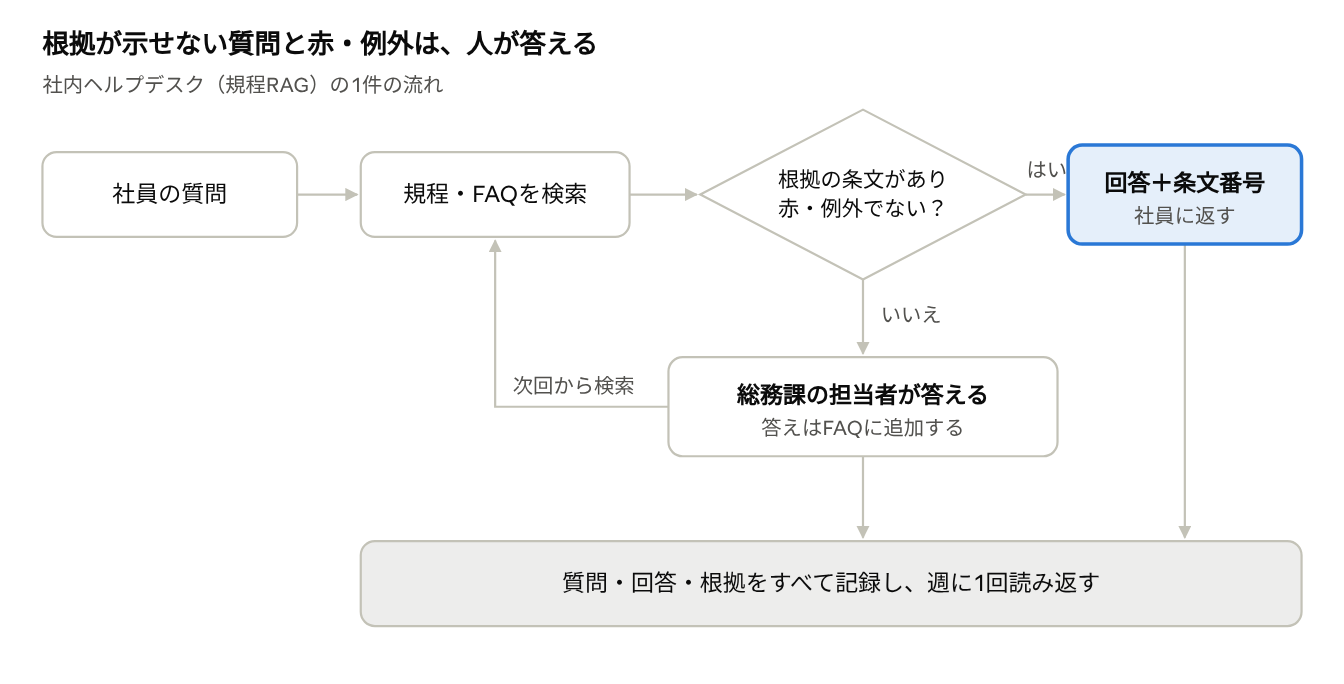 根拠が示せない質問と赤・例外は、人が答える
社内ヘルプデスク（規程RAG）の1件の流れ
社員の質問
規程・FAQを検索
根拠の条文があり
赤・例外でない？
はい
回答＋条文番号
社員に返す
いいえ
次回から検索
総務課の担当者が答える
答えはFAQに追加する
質問・回答・根拠をすべて記録し、週に1回読み返す